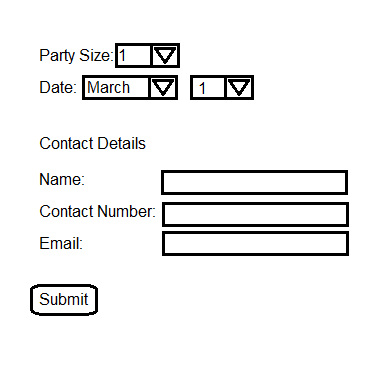 Party Size: 1
Date: March 1
Contact Details
Name:
Contact Number:
Email:
Submit